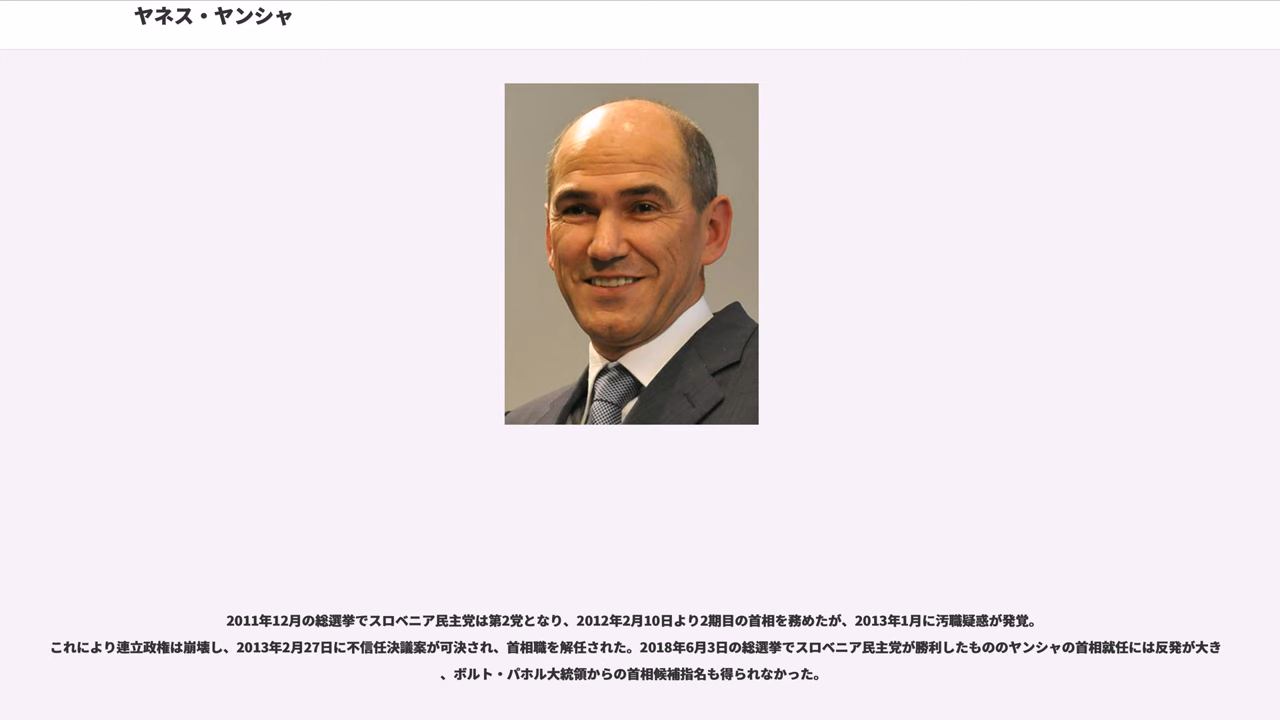 ヤネス・ヤンシャ
2011年12月の総選挙でスロベニア民主党は第2党となり、2012年2月10日より2期目の首相を務めたが、2013年1月に汚職疑惑が発覚。
これにより連立政権は崩壊し、2013年2月27日に不信任決議案が可決され、首相職を解任された。2018年6月3日の総選挙でスロベニア民主党が勝利したもののヤンシャの首相就任には反発が大き
、ボルト・パホル大統領からの首相候補指名も得られなかった。